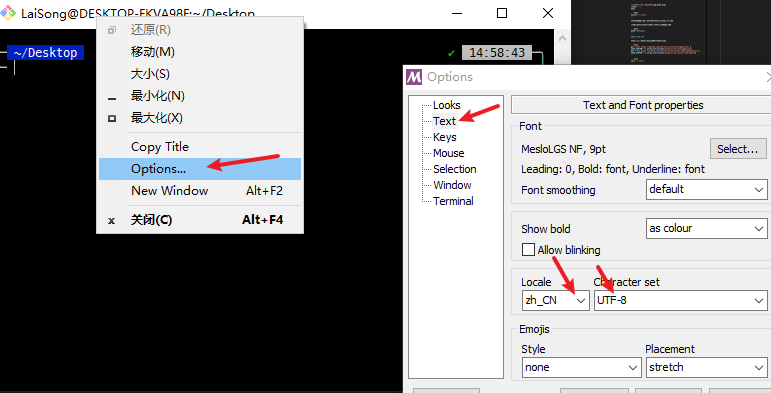 LaiSong@DESKTOP-FKVA98F:~/Desktop
~/Desktop
✔ 14:58:43
还原(R)
移动(M)
大小(S)
最小化(N)
最大化(X)
Copy Title
Options...
New Window Alt+F2
关闭(C) Alt+F4
Options
Looks
Text
Keys
Mouse
Selection
Window
Terminal
Text and Font properties
Font
MesloLGS NF, 9pt
Select...
Leading: 0, Bold: font, Underline: font
Font smoothing
default
Show bold
as colour
Allow blinking
Locale
Character set
zh_CN
UTF-8
Emojis
Style
Placement
none
stretch